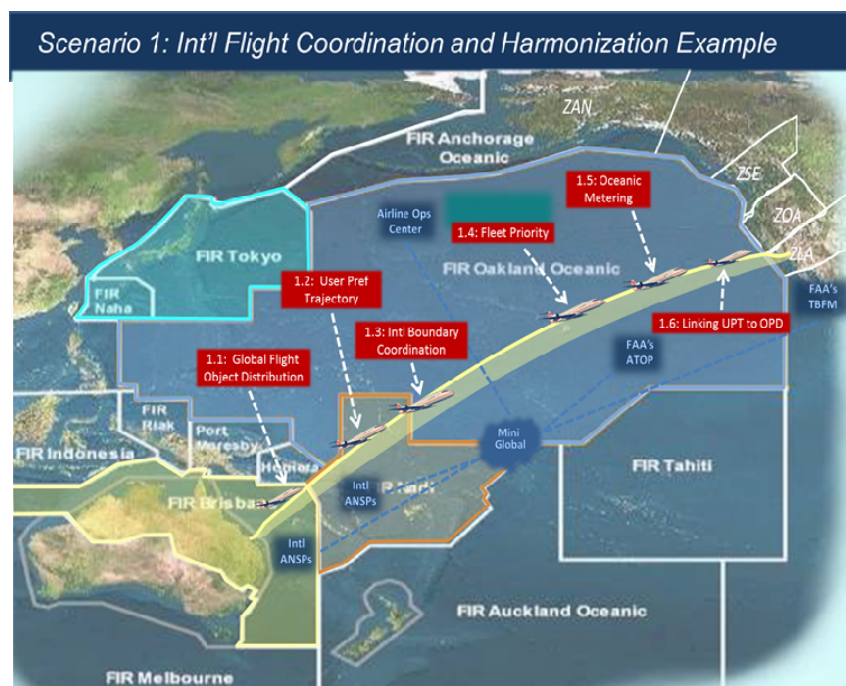 Scenario 1: Int'l Flight Coordination and Harmonization Example
ZAN
FIR Anchorage
Oceanic
1.5: Oceanic
Metering
ZSE
Airline Ops
Center
1.4: Fleet Priority
ZOA
FIR Tokyo
FIR Oakland Oceanic
ZLA
1.2: User Pref
Trajectory
FIR
Naha
FAA's
TBFM
1.3: Intl Boundary
Coordination
1.6: Linking UPT to OPD
1.1: Global Flight
Object Distribution
FAA's
ATOP
FIR
Riak
Port
Moresby
Mini
Global
FIR Indonesia
Honiara
FIR Tahiti
Intl
ANSPs
FIR Nadi
FIR Brisbane
Intl
ANSPs
FIR Auckland Oceanic
FIR Melbourne